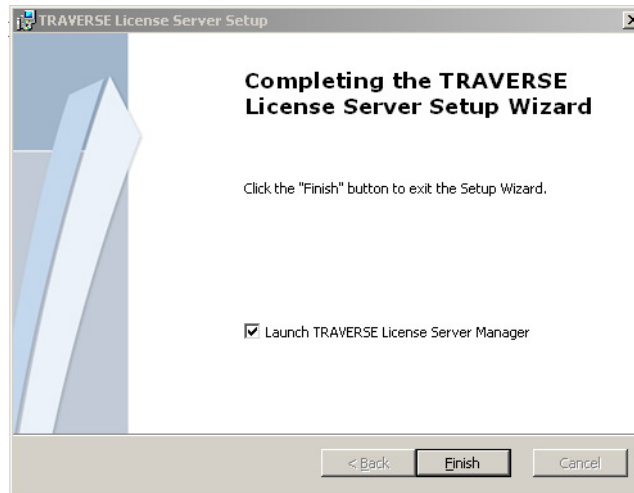 TRAVERSE License Server Setup
Completing the TRAVERSE
License Server Setup Wizard
Click the "Finish" button to exit the Setup Wizard.
Launch TRAVERSE License Server Manager
< Back Finish Cancel